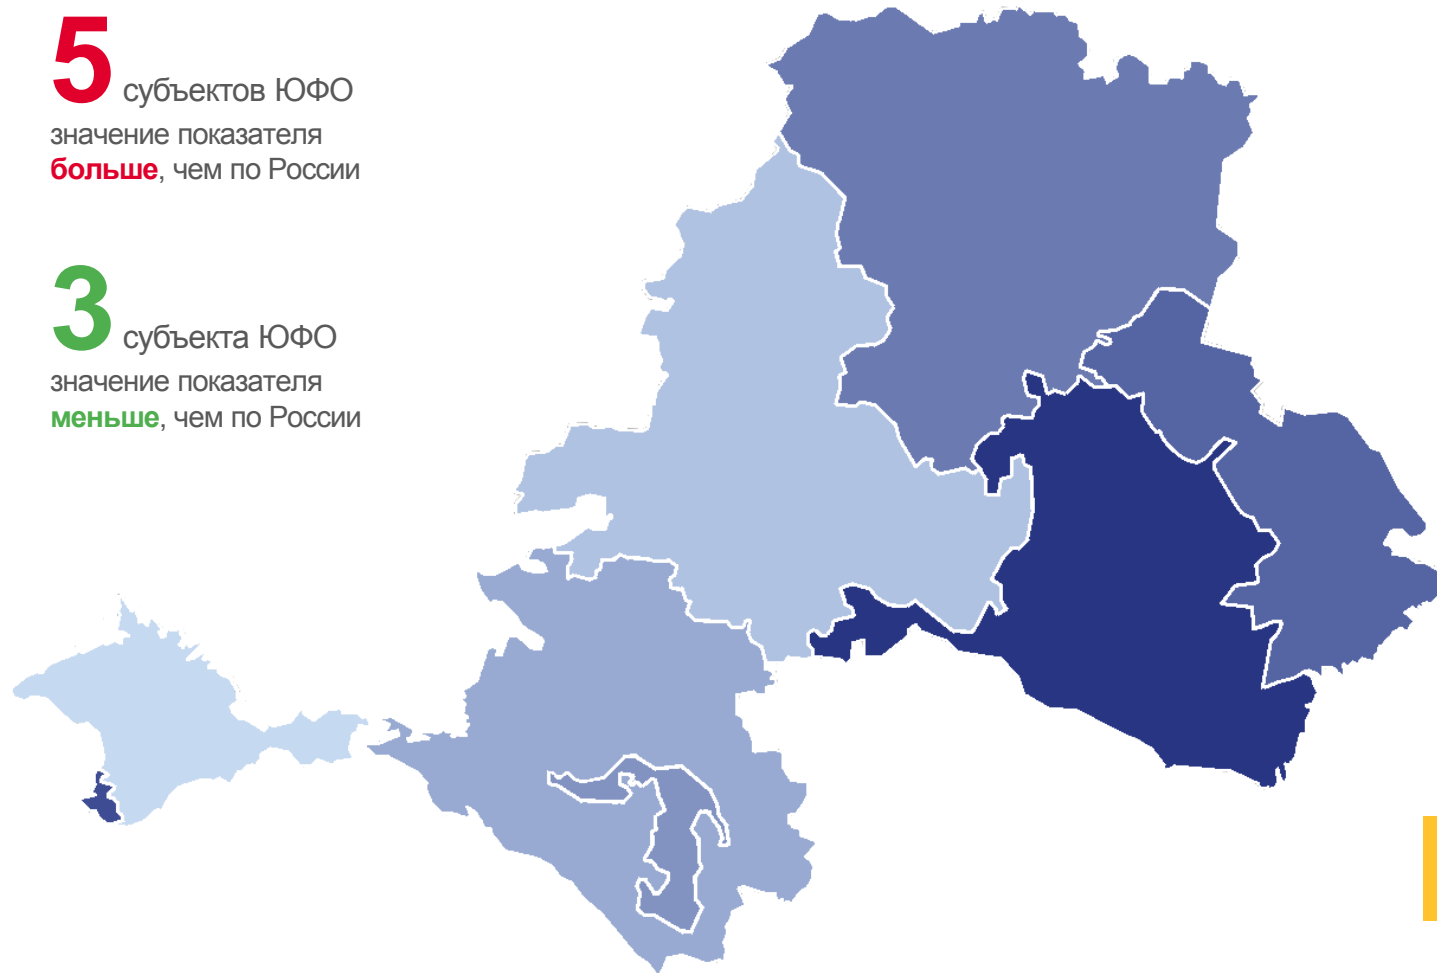 5 субъектов ЮФО
значение показателя
больше, чем по России
3 субъекта ЮФО
значение показателя
меньше, чем по России